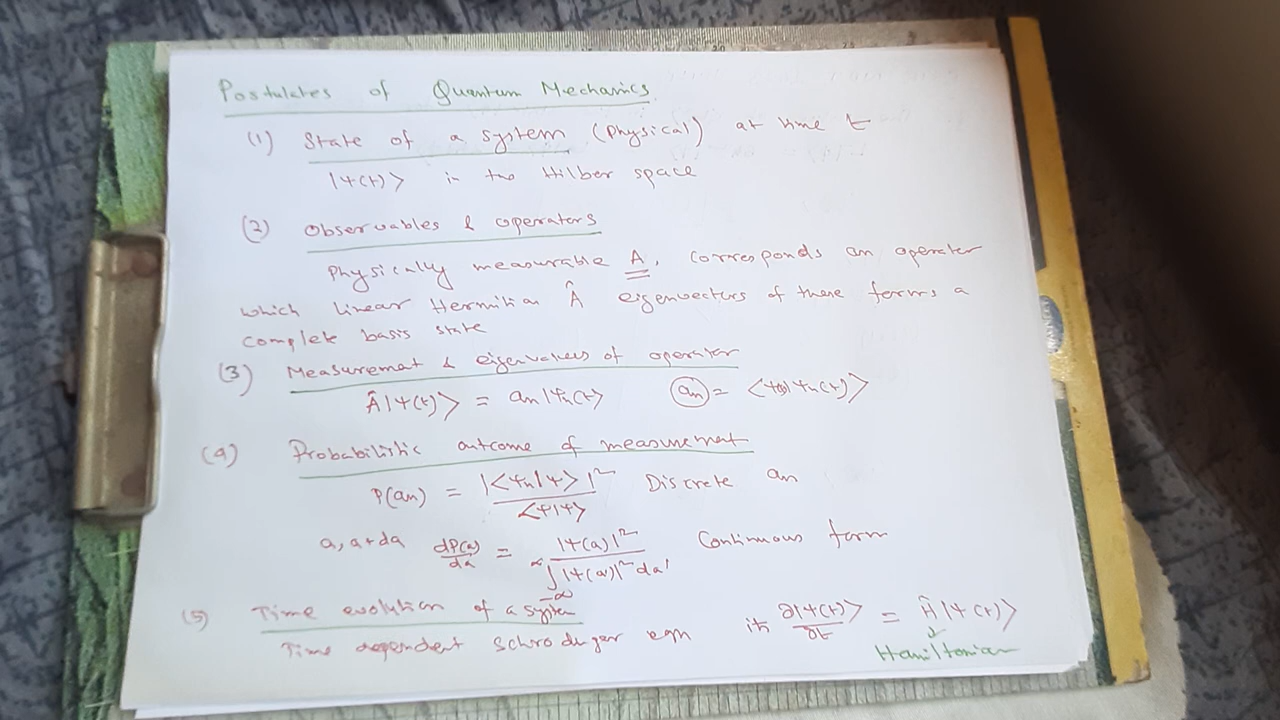 Postulates of Quantum Mechanics
(1) State of a system (Physical) at time t
|Ψ(t)> in the Hilber space
(2) Observables & operators
Physically measurable A, corresponds an operator
which linear Hermitian Â eigenvectors of these forms a
complete basis state
(3) Measurement & eigenvalues of operator
Â|Ψ(t)> = an|Ψn(t)> an = <Ψ(t)|Ψn(t)>
(4) Probabilistic outcome of measurement
P(an) = |<Ψn|Ψ>|² / <Ψ|Ψ> Discrete an
a, a+da dP(a)/da = |Ψ(a)|² / ∫_{-∞}^{∞} |Ψ(a')|² da' Continuous form
(5) Time evolution of a system
Time dependent Schrodinger eqn iħ ∂|Ψ(t)>/∂t = Ĥ|Ψ(t)>
Hamiltonian